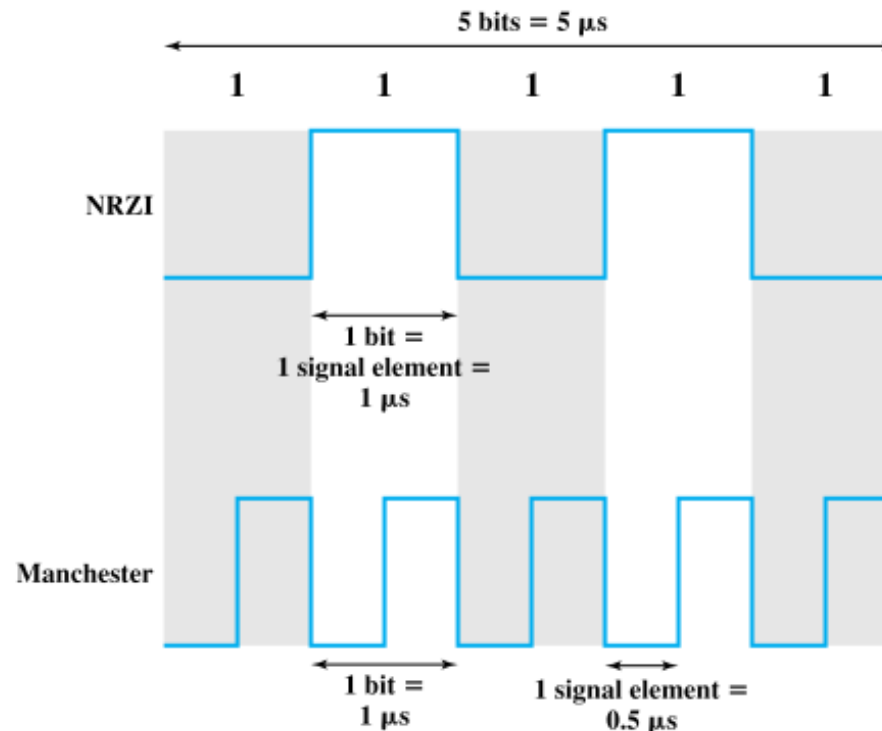 5 bits = 5 μs
1 1 1 1 1
NRZI
1 bit =
1 signal element =
1 μs
Manchester
1 bit =
1 μs
1 signal element =
0.5 μs